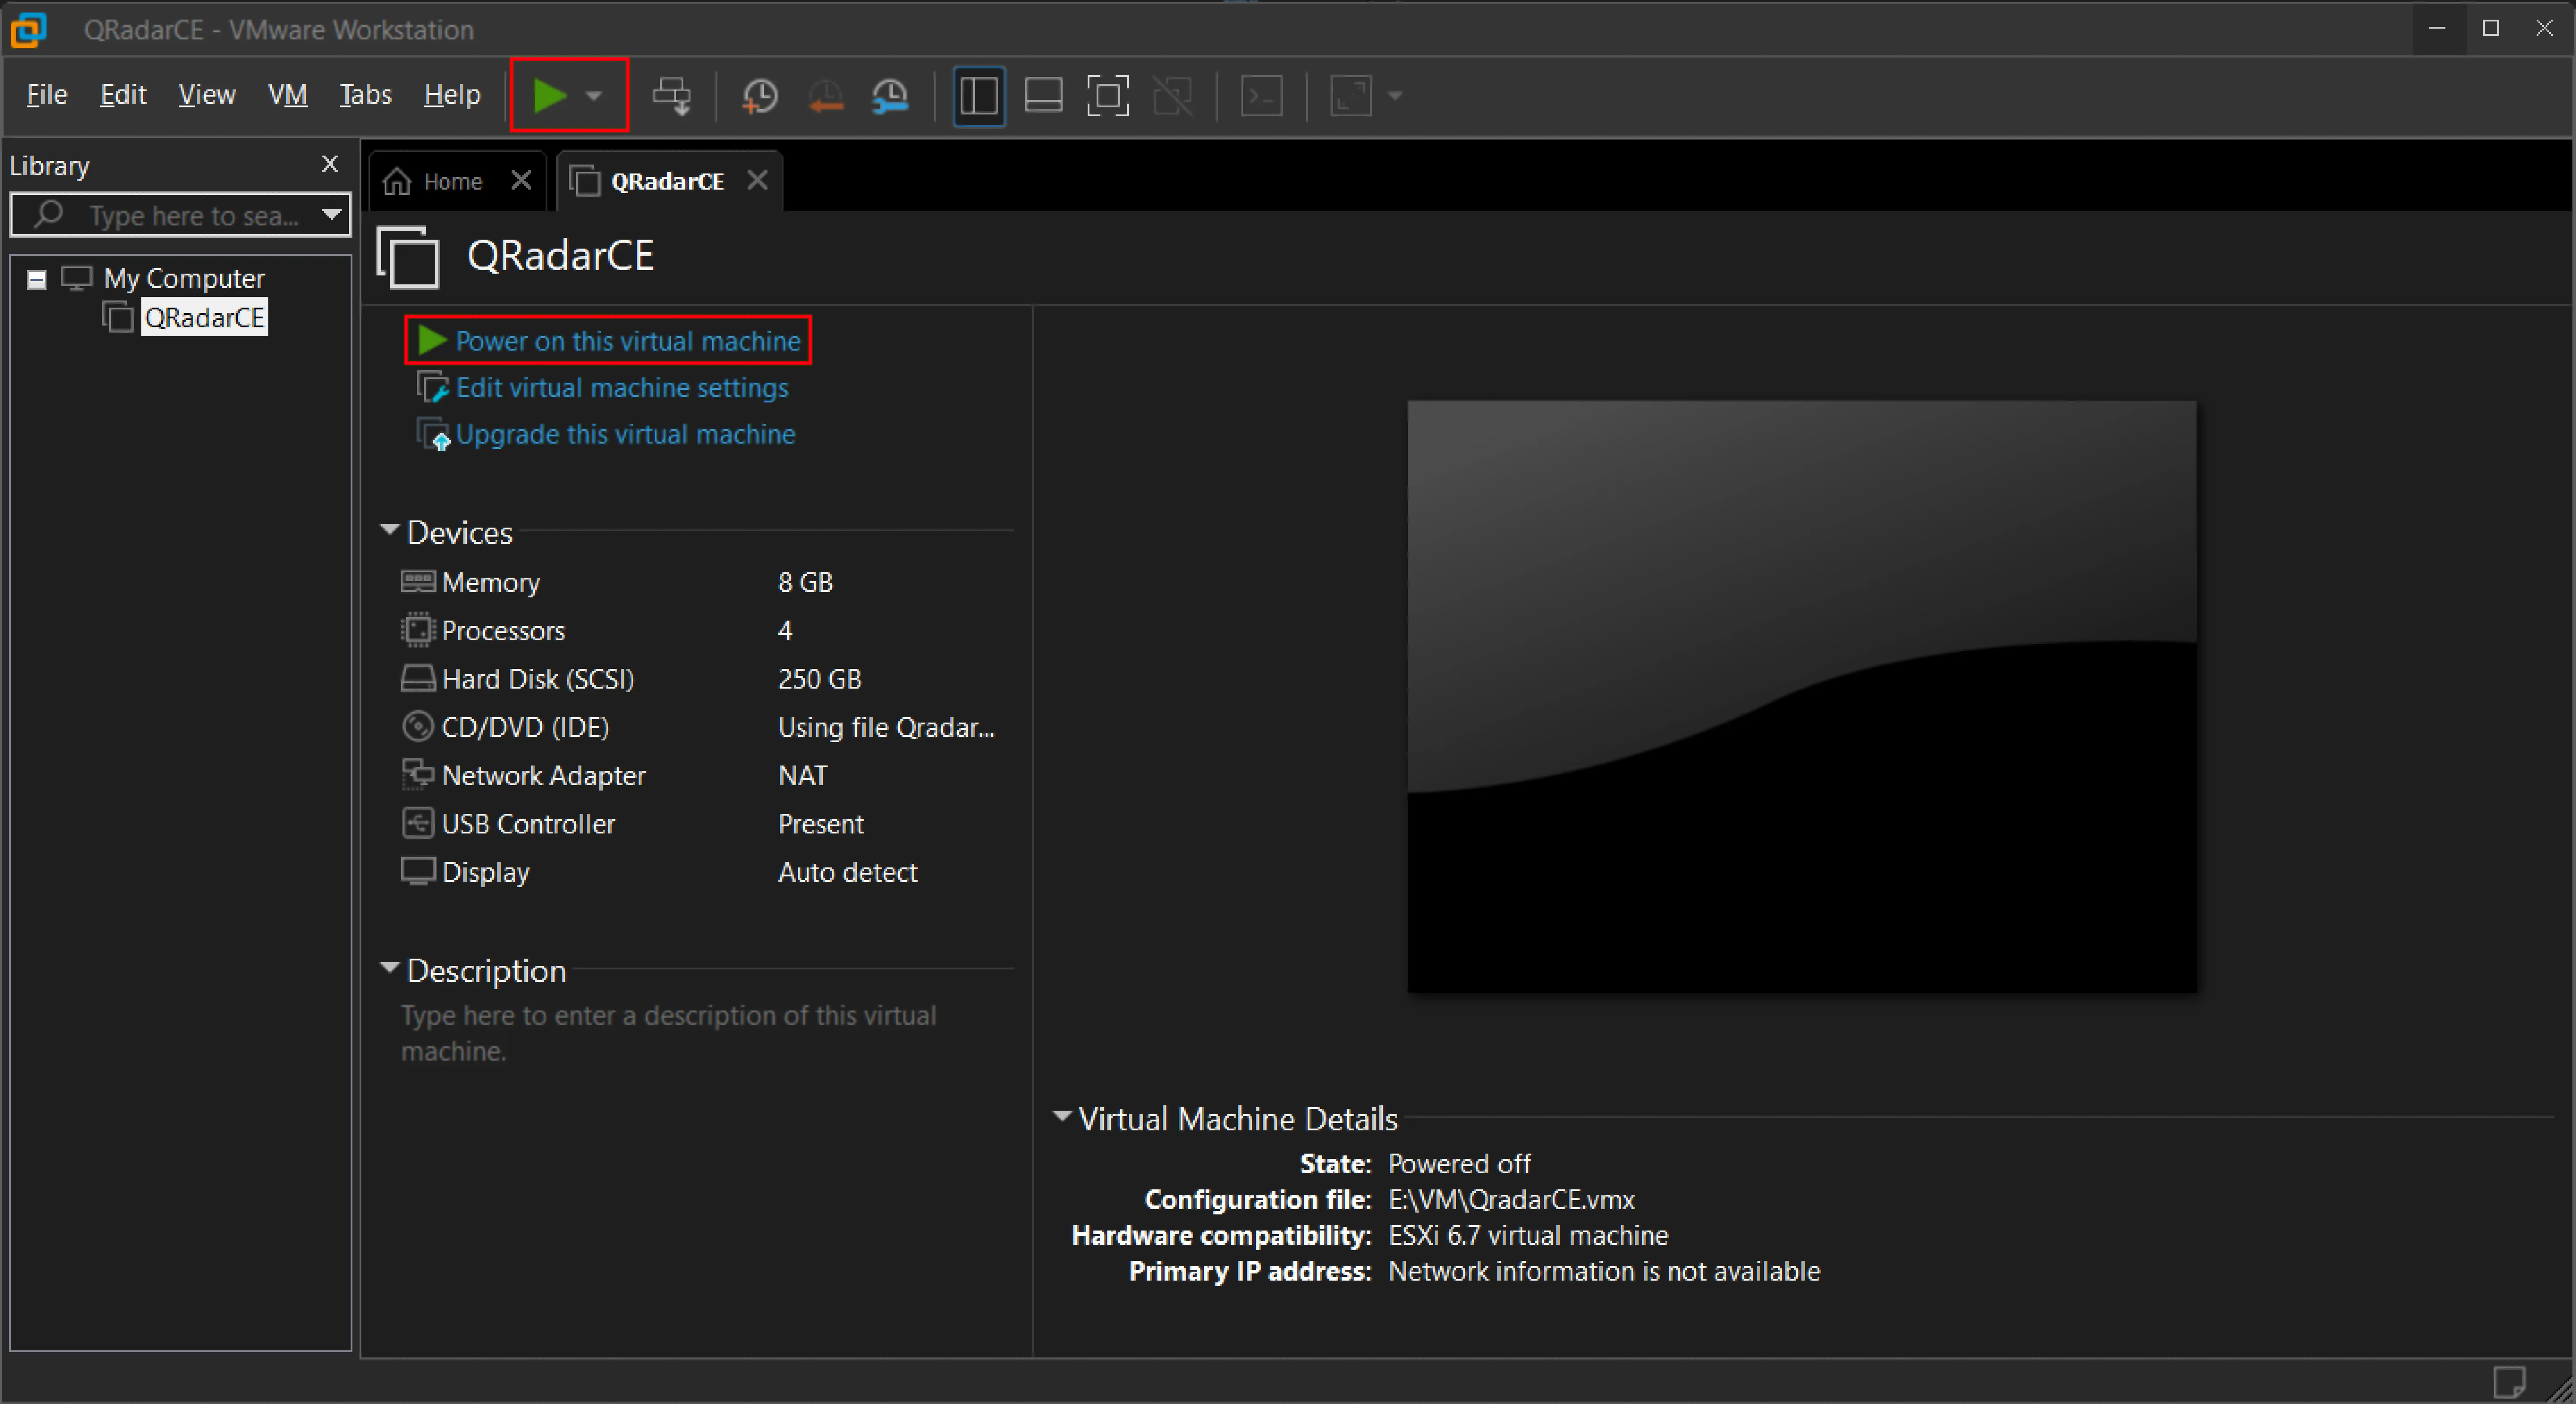 QRadarCE - VMware Workstation
File Edit View VM Tabs Help
Library
Type here to sea...
My Computer
QRadarCE
Home
QRadarCE
QRadarCE
Power on this virtual machine
Edit virtual machine settings
Upgrade this virtual machine
Devices
Memory 8 GB
Processors 4
Hard Disk (SCSI) 250 GB
CD/DVD (IDE) Using file Qradar...
Network Adapter NAT
USB Controller Present
Display Auto detect
Description
Type here to enter a description of this virtual
machine.
Virtual Machine Details
State: Powered off
Configuration file: E:\VM\QradarCE.vmx
Hardware compatibility: ESXi 6.7 virtual machine
Primary IP address: Network information is not available